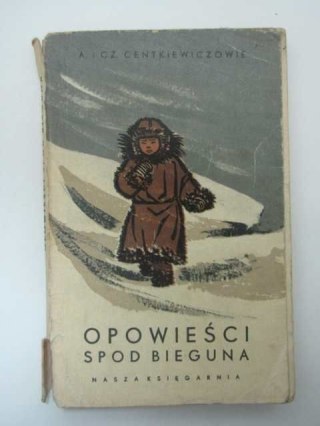 A. I CZ. CENTKIEWICZOWIE
OPOWIEŚCI
SPOD BIEGUNA
NASZA KSIĘGARNIA